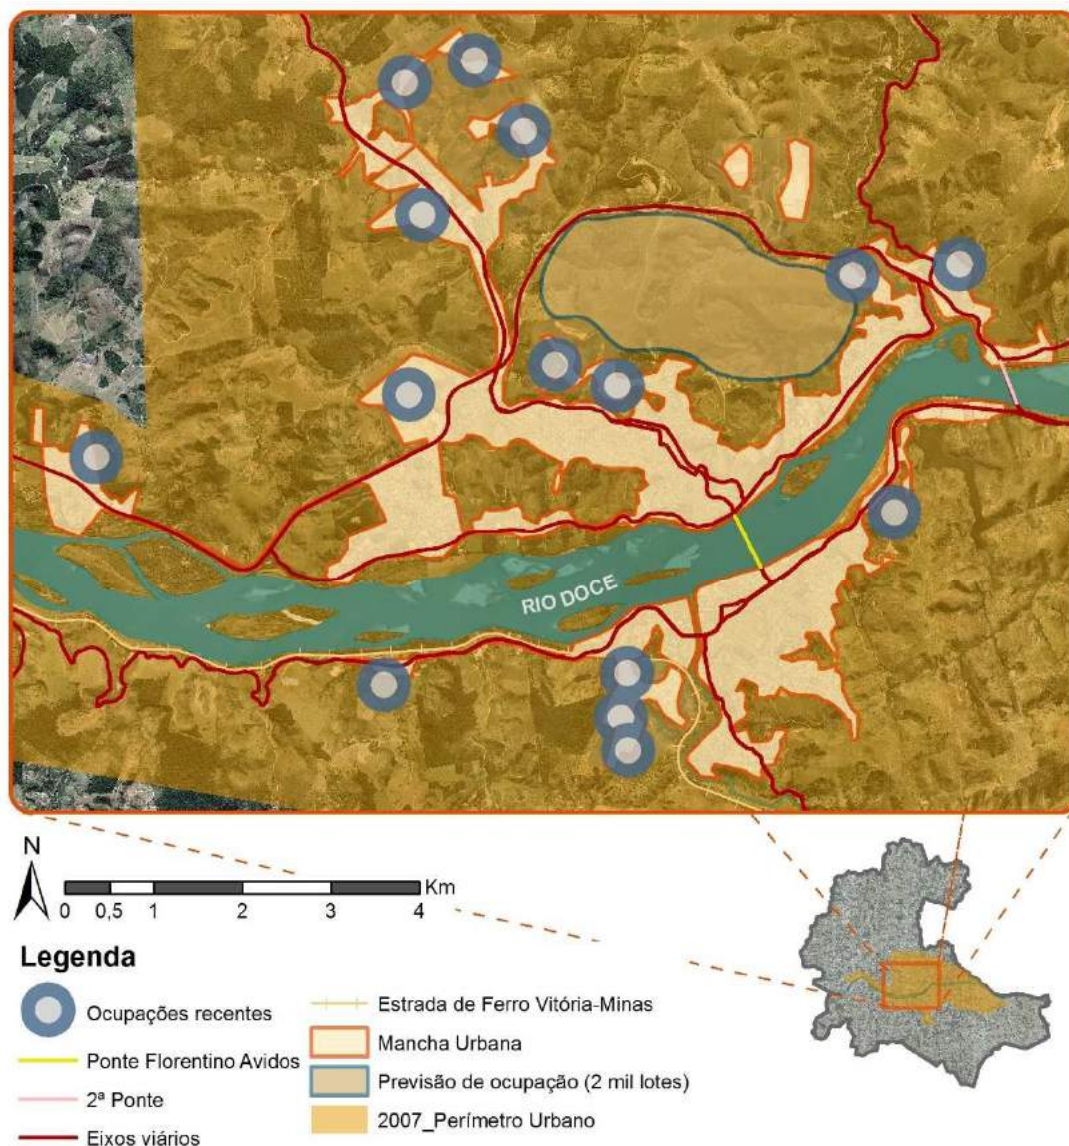 RIO DOCE
N
Km
0 0,5 1 2 3 4
Legenda
Ocupações recentes
Ponte Florentino Avidos
2ª Ponte
Eixos viários
Estrada de Ferro Vitória-Minas
Mancha Urbana
Previsão de ocupação (2 mil lotes)
2007_Perímetro Urbano